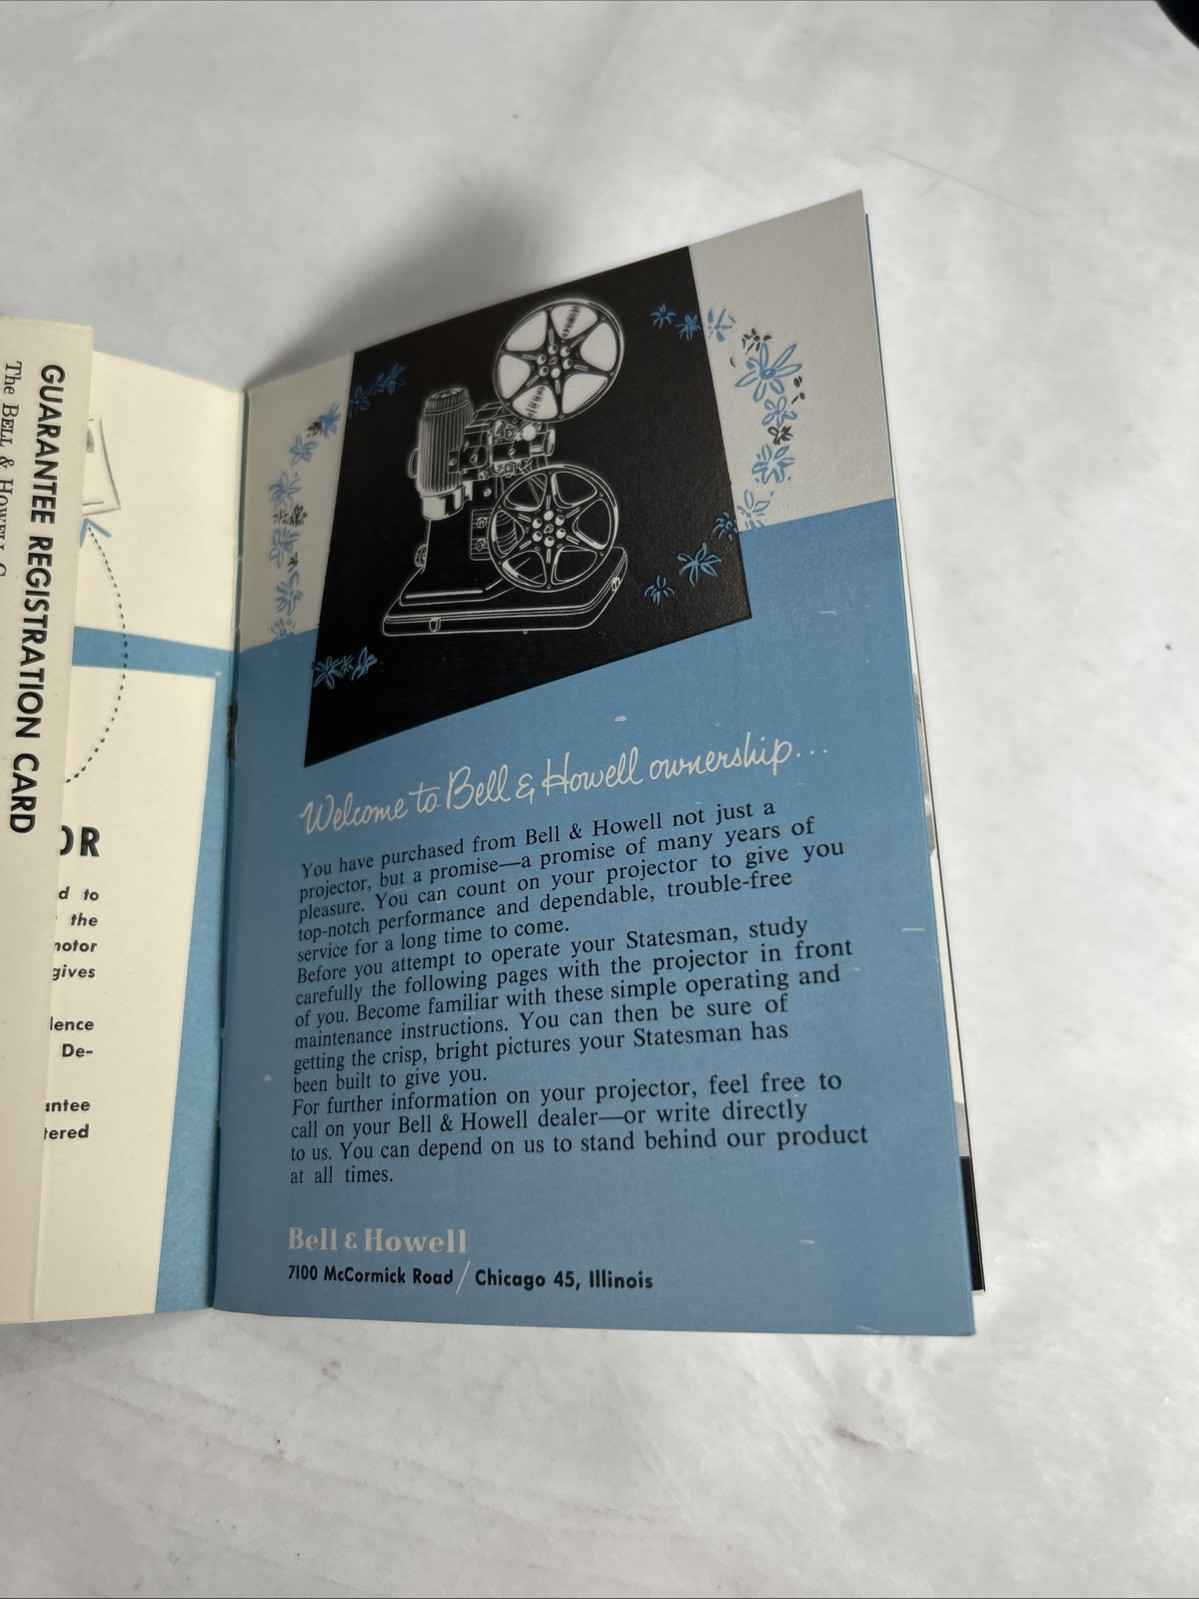 GUARANTEE REGISTRATION CARD
The BELL & HOWELL
OR
d to
the
motor
gives
lence
De-
antee
tered
Welcome to Bell & Howell ownership...
You have purchased from Bell & Howell not just a
projector, but a promise—a promise of many years of
pleasure. You can count on your projector to give you
top-notch performance and dependable, trouble-free
service for a long time to come.
Before you attempt to operate your Statesman, study
carefully the following pages with the projector in front
of you. Become familiar with these simple operating and
maintenance instructions. You can then be sure of
getting the crisp, bright pictures your Statesman has
been built to give you.
For further information on your projector, feel free to
call on your Bell & Howell dealer—or write directly
to us. You can depend on us to stand behind our product
at all times.
Bell & Howell
7100 McCormick Road / Chicago 45, Illinois